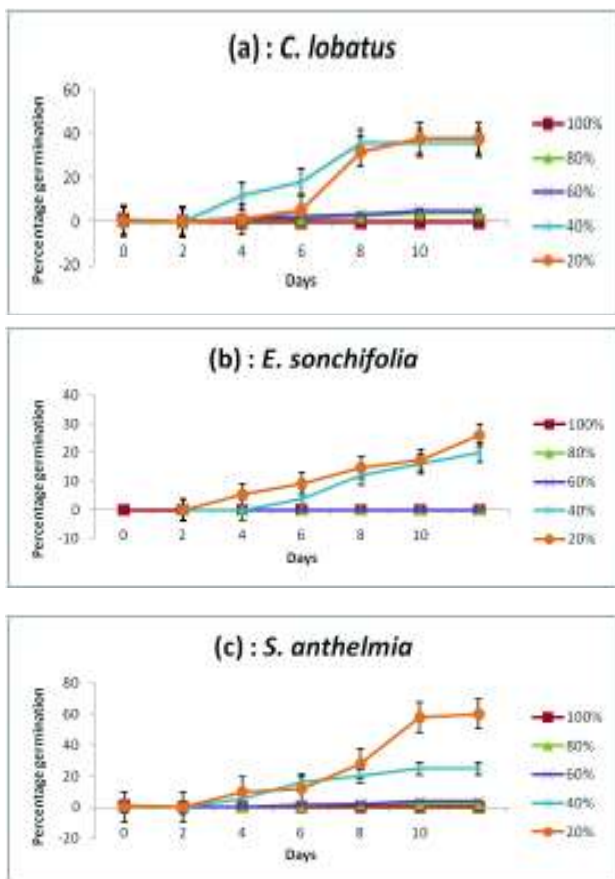 (a) : C. lobatus
Percentage germination
60
40
20
0
-20
0 2 4 6 8 10
Days
100%
80%
60%
40%
20%
(b) : E. sonchifolia
Percentage germination
40
30
20
10
0
-10
0 2 4 6 8 10
Days
100%
80%
60%
40%
20%
(c) : S. anthelmia
Percentage germination
80
60
40
20
0
-20
0 2 4 6 8 10
Days
100%
80%
60%
40%
20%